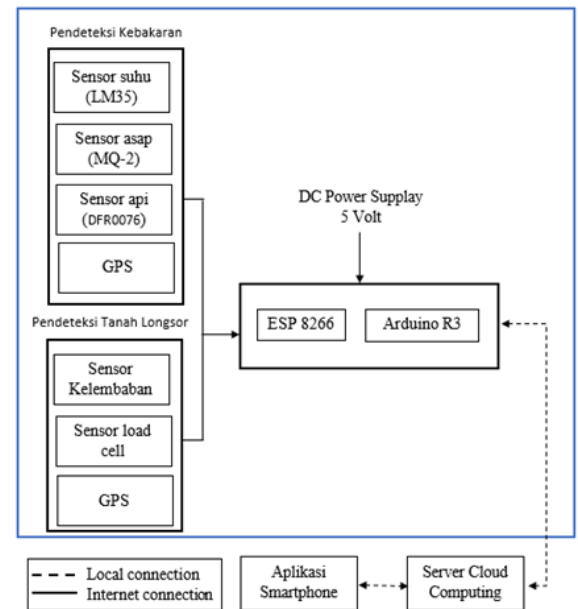 Pendeteksi Kebakaran
Sensor suhu
(LM35)
Sensor asap
(MQ-2)
Sensor api
(DFR0076)
GPS
Pendeteksi Tanah Longsor
Sensor
Kelembaban
Sensor load
cell
GPS
DC Power Supplay
5 Volt
ESP 8266
Arduino R3
Local connection
Internet connection
Aplikasi
Smartphone
Server Cloud
Computing